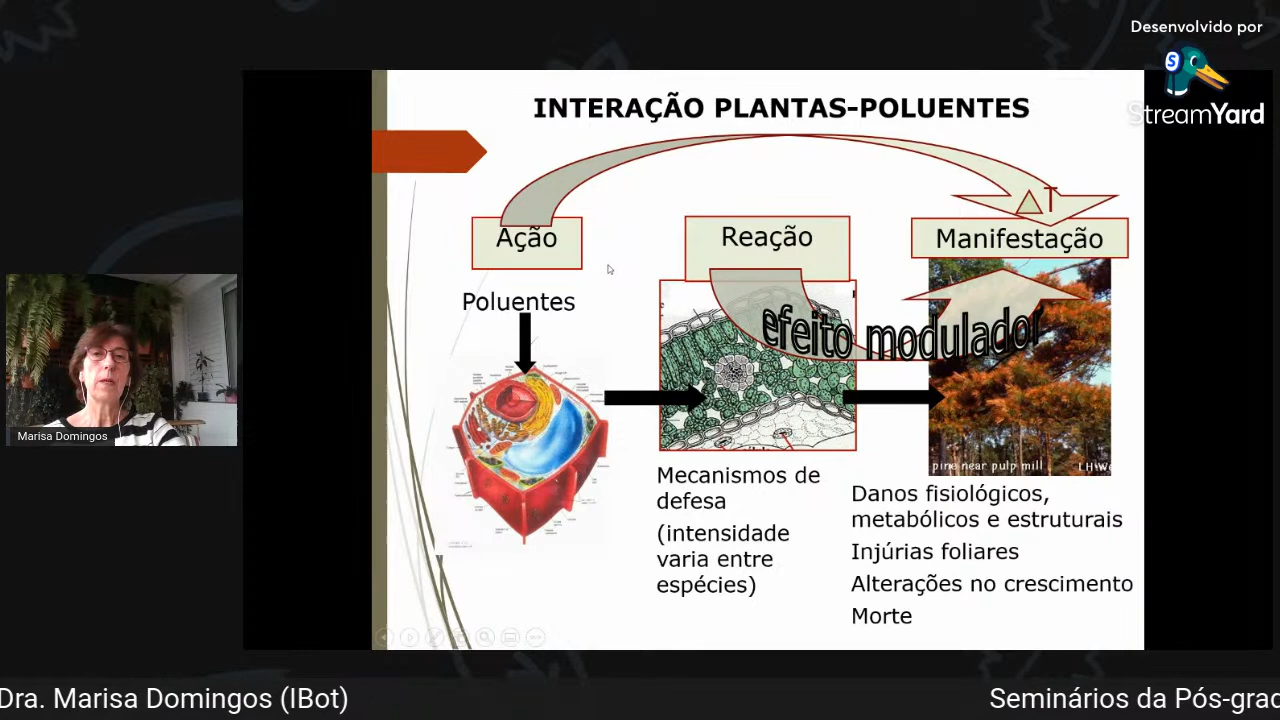 Desenvolvido por
StreamYard
INTERAÇÃO PLANTAS-POLUENTES
ΔT
Ação
Reação
Manifestação
Poluentes
efeito modulador
pine near pulp mill
Mecanismos de
defesa
(intensidade
varia entre
espécies)
Danos fisiológicos,
metabólicos e estruturais
Injúrias foliares
Alterações no crescimento
Morte
Marisa Domingos
Dra. Marisa Domingos (IBot)
Seminários da Pós-grad